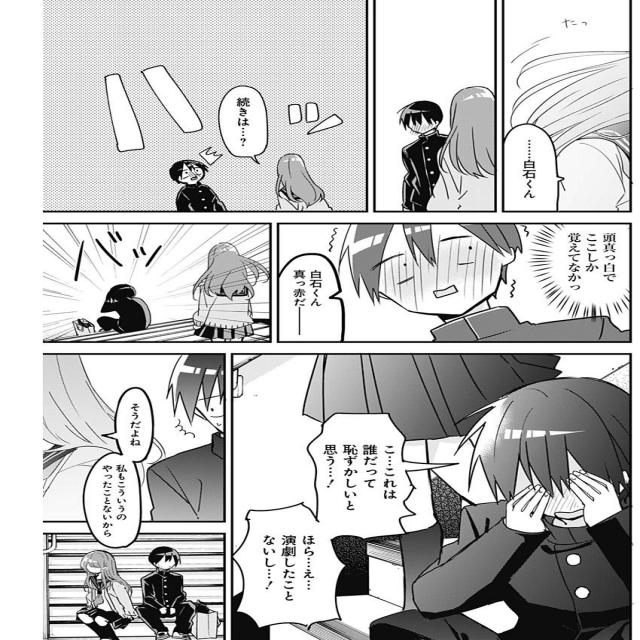 たっ
……白石くん
続きは…？
ハッ
頭真っ白で
ここしか
覚えてなかっ
白石くん
真っ赤だ――
こ…これは
誰だって
恥ずかしいと
思う…！
ほら…え…
演劇したこと
ないし…！
そうだよね
私もこういうの
やったことないから